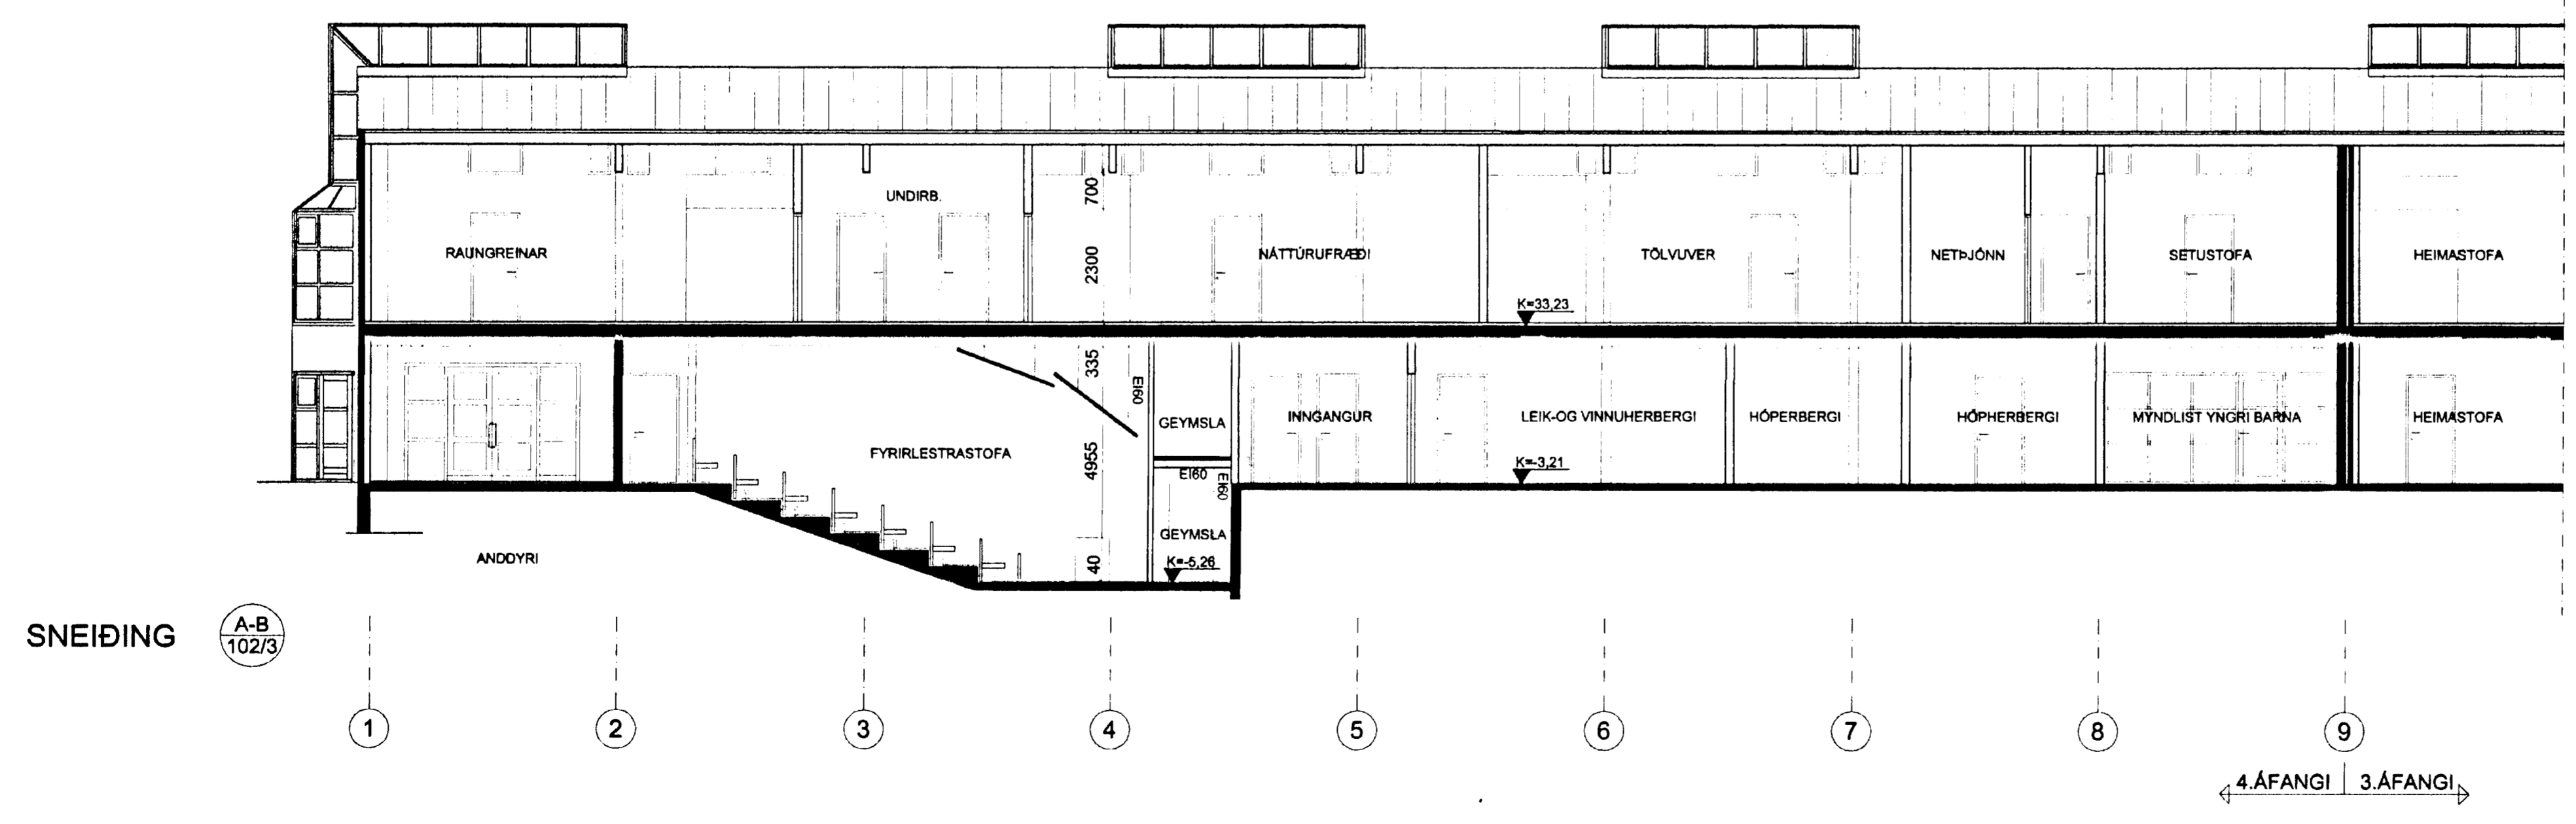 UNDIRB.
700
RAUNGREINAR
2300
NÁTTÚRUFRÆÐI
TÖLVUVER
NETÞJÓNN
SETUSTOFA
HEIMASTOFA
K=33,23
335
EI60
FYRIRLESTRASTOFA
4955
GEYMSLA
EI60
EI60
INNGANGUR
LEIK-OG VINNUHERBERGI
HÓPERBERGI
HÓPHERBERGI
MYNDLIST YNGRI BARNA
HEIMASTOFA
K=-3,21
GEYMSLA
K=-5,26
40
ANDDYRI
SNEIÐING
A-B
102/3
1 2 3 4 5 6 7 8 9
4.ÁFANGI 3.ÁFANGI